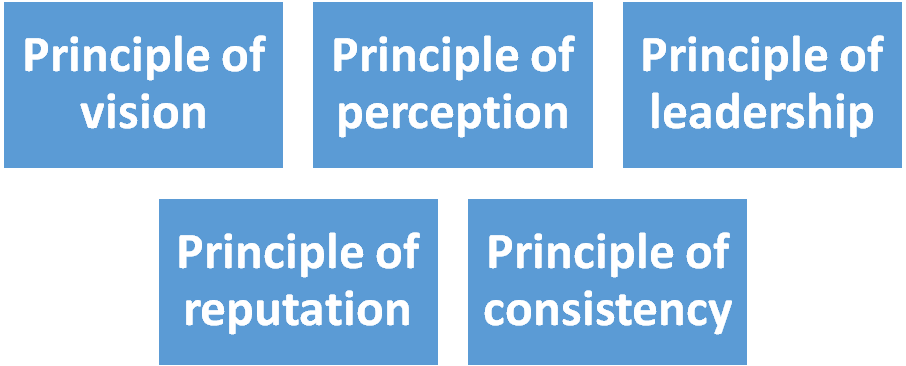 Principle of
vision
Principle of
perception
Principle of
leadership
Principle of
reputation
Principle of
consistency